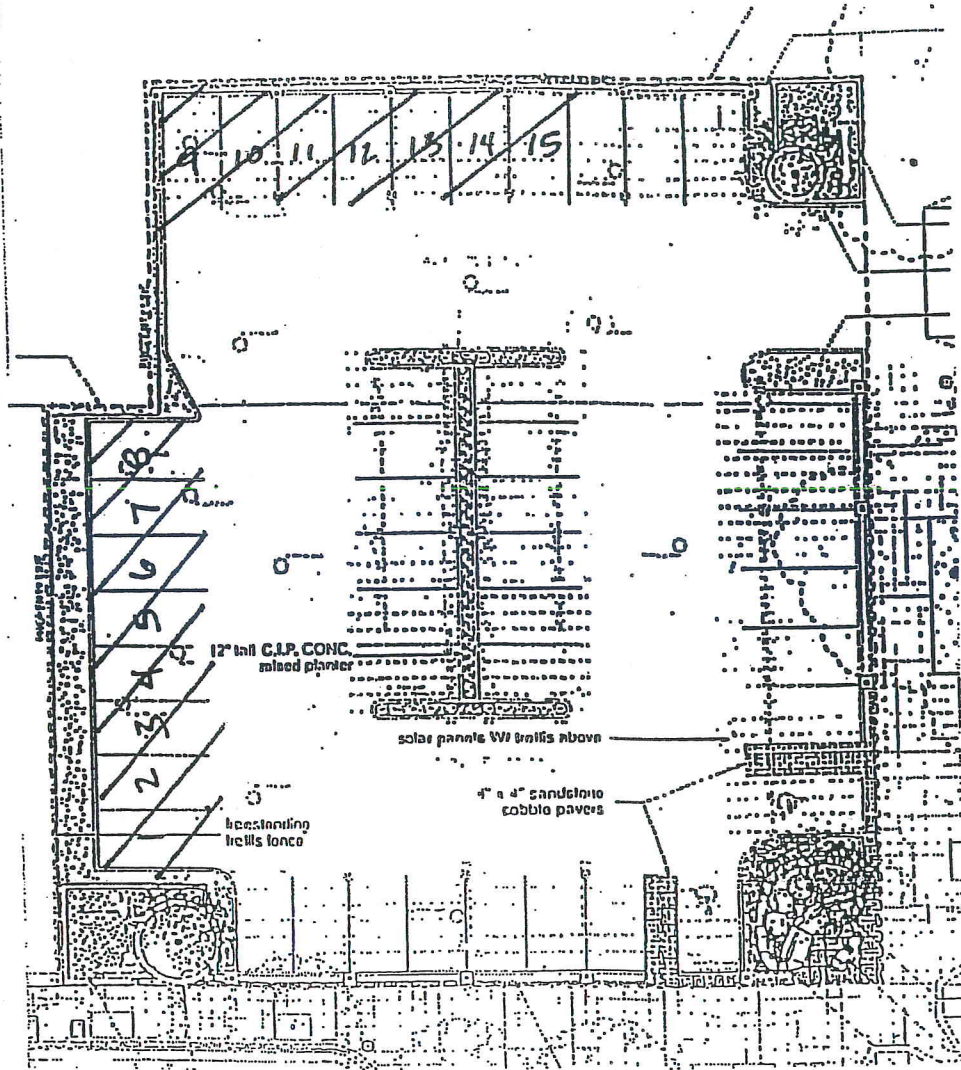 9 10 11 12 13 14 15
8
7
6
5
4
3
2
1
12" tall C.I.P. CONC.
raised planter
solar panels W/ trellis above
4" x 4" sandstone
cobble pavers
freestanding
trellis fence